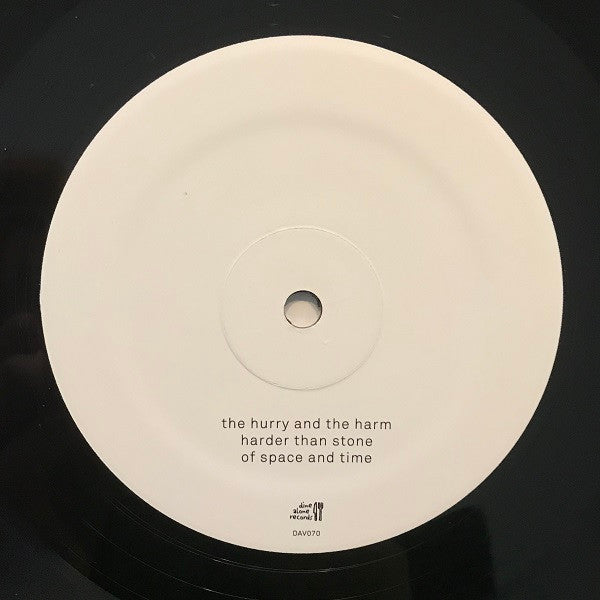 the hurry and the harm
harder than stone
of space and time
dine
alone
records
DAV070